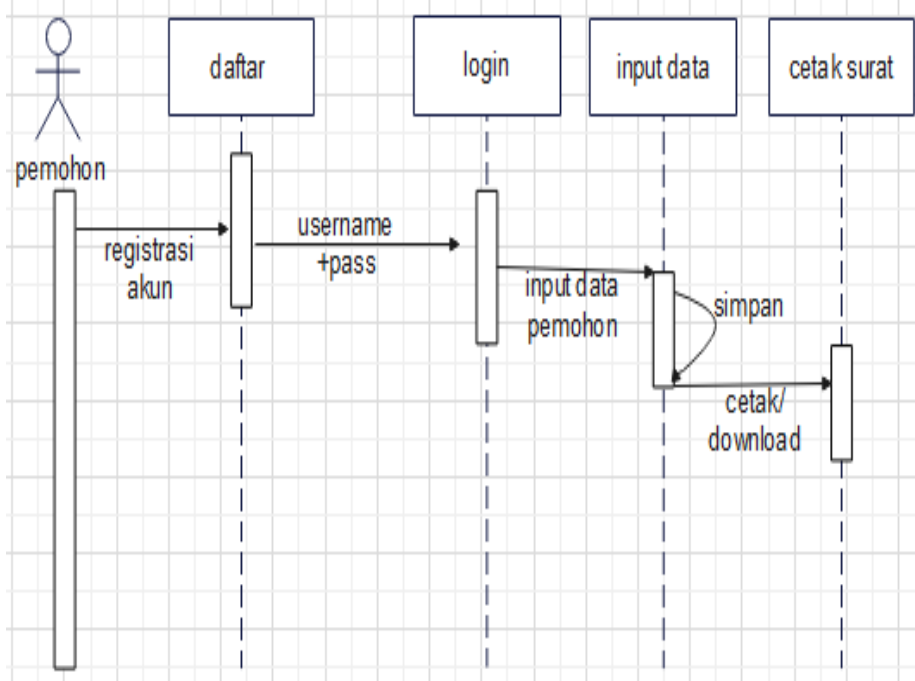 daftar
login
input data
cetak surat
pemohon
registrasi
akun
username
+pass
input data
pemohon
simpan
cetak/
download